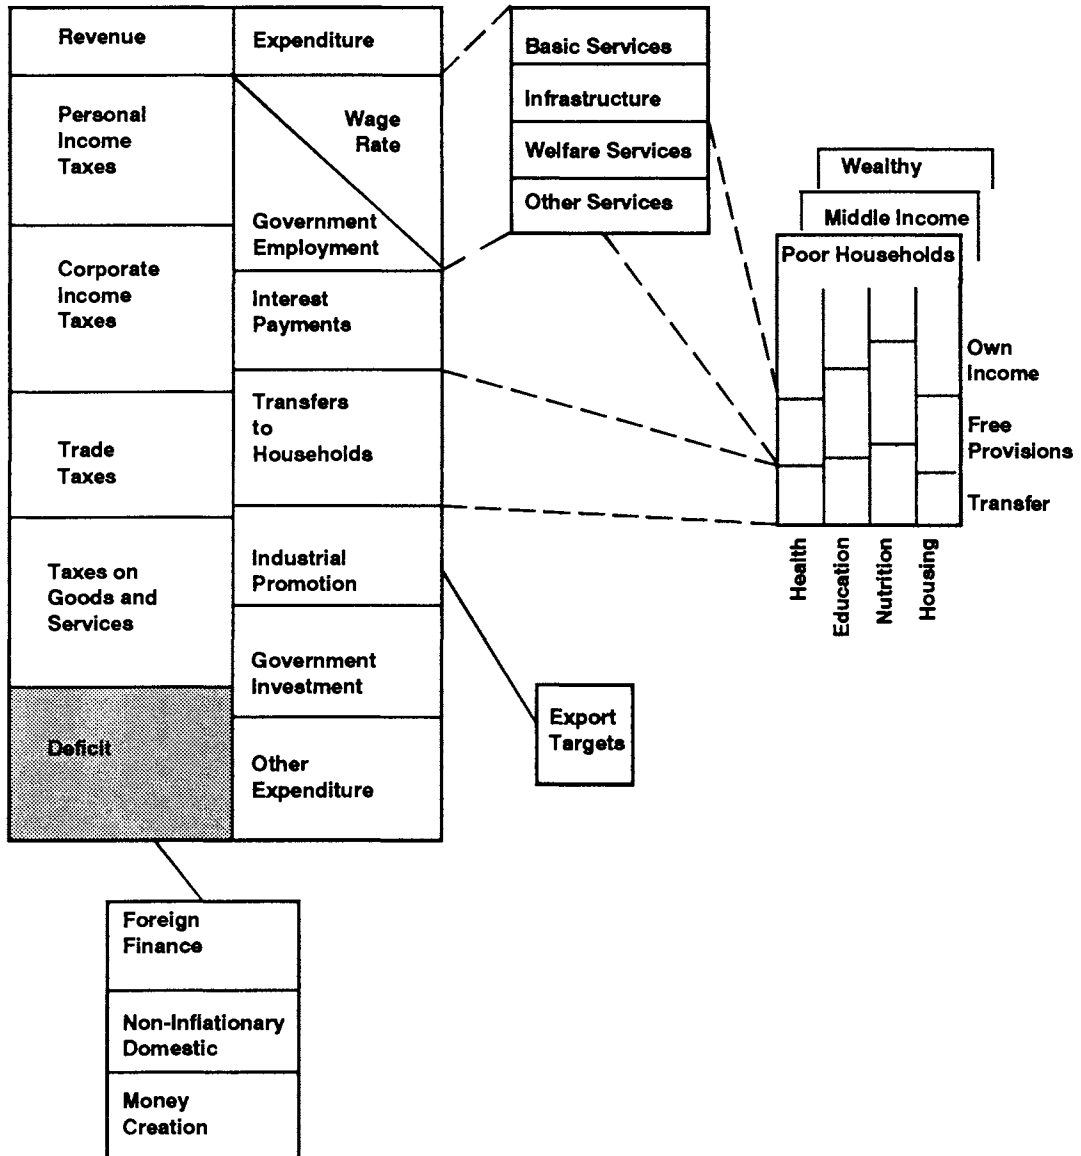 Revenue
Expenditure
Personal
Income
Taxes
Corporate
Income
Taxes
Trade
Taxes
Taxes on
Goods and
Services
Deficit
Wage
Rate
Government
Employment
Interest
Payments
Transfers
to
Households
Industrial
Promotion
Government
Investment
Other
Expenditure
Basic Services
Infrastructure
Welfare Services
Other Services
Wealthy
Middle Income
Poor Households
Own
Income
Free
Provisions
Transfer
Health
Education
Nutrition
Housing
Export
Targets
Foreign
Finance
Non-Inflationary
Domestic
Money
Creation